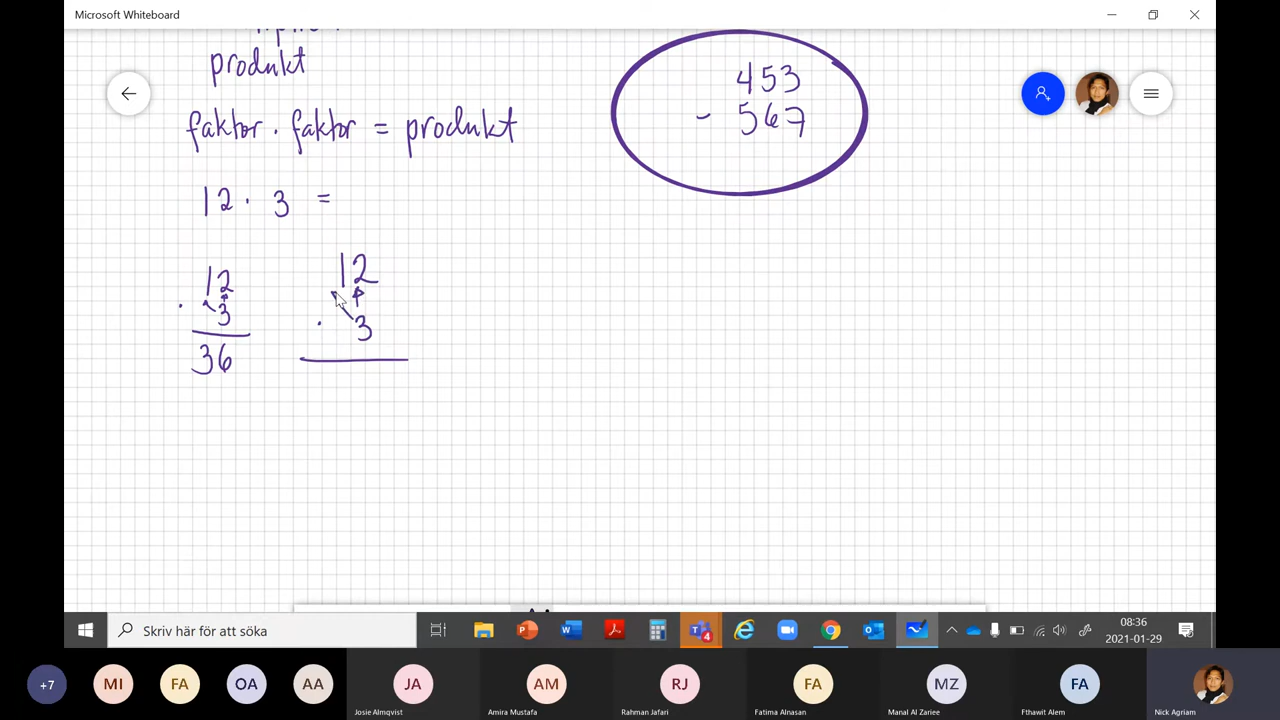 Microsoft Whiteboard
produkt
faktor · faktor = produkt
12 · 3 =
12
· 3
36
12
· 3
453
- 567
Skriv här för att söka
4
08:36
2021-01-29
+7
MI
FA
OA
AA
JA
Josie Almqvist
AM
Amira Mustafa
RJ
Rahman Jafari
FA
Fatima Alnasan
MZ
Manal Al Zariee
FA
Fthawit Alem
Nick Agriam